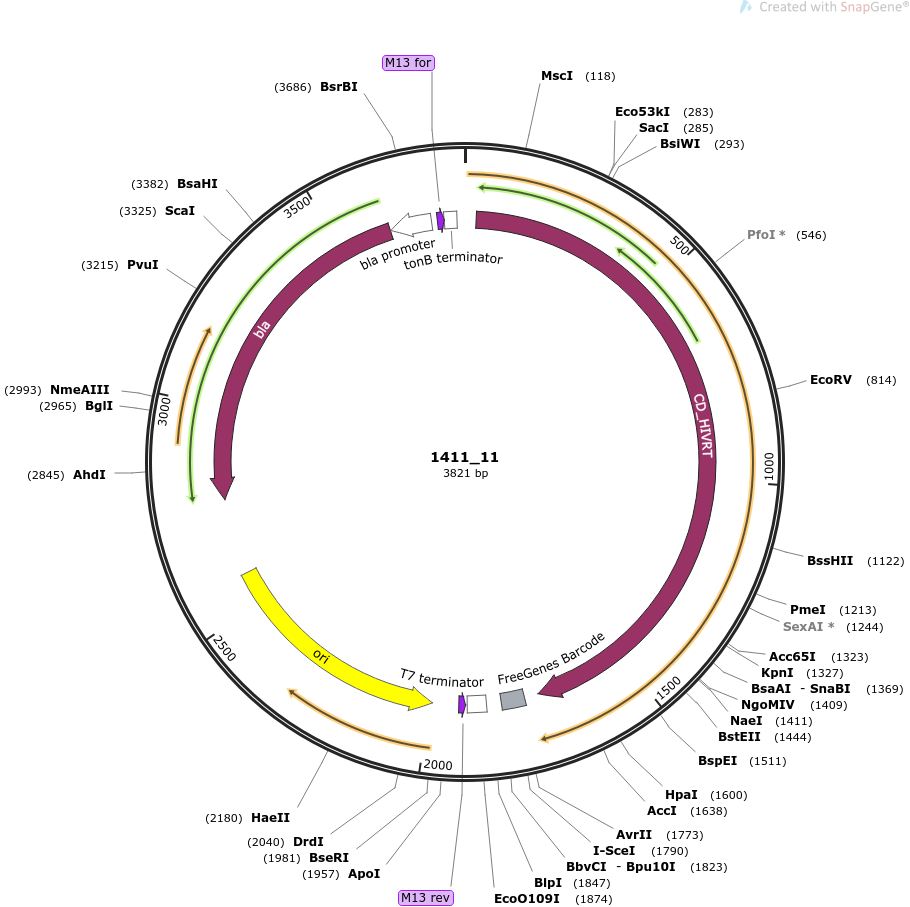 Created with SnapGene®
M13 for
(3686) BsrBI
MscI (118)
Eco53kI (283)
SacI (285)
BsiWI (293)
(3382) BsaHI
(3325) ScaI
(3215) PvuI
PfoI * (546)
3500
500
bla promoter
tonB terminator
bla
(2993) NmeAIII
(2965) BglI
3000
EcoRV (814)
CD_HIVRT
(2845) AhdI
1411_11
3821 bp
1000
BssHII (1122)
PmeI (1213)
SexAI * (1244)
2500
ori
T7 terminator
FreeGenes Barcode
1500
2000
Acc65I (1323)
KpnI (1327)
BsaAI - SnaBI (1369)
NgoMIV (1409)
NaeI (1411)
BstEII (1444)
BspEI (1511)
HpaI (1600)
AccI (1638)
(2180) HaeII
(2040) DrdI
(1981) BseRI
(1957) ApoI
AvrII (1773)
I-SceI (1790)
BbvCI - Bpu10I (1823)
BlpI (1847)
EcoO109I (1874)
M13 rev